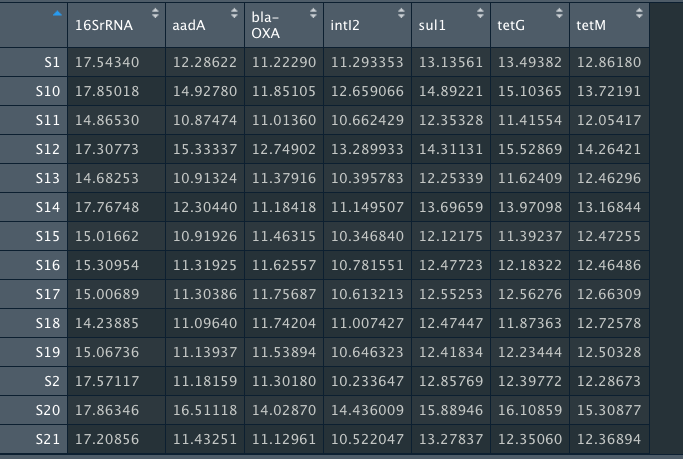 16SrRNA aadA bla-OXA intI2 sul1 tetG tetM
S1 17.54340 12.28622 11.22290 11.293353 13.13561 13.49382 12.86180
S10 17.85018 14.92780 11.85105 12.659066 14.89221 15.10365 13.72191
S11 14.86530 10.87474 11.01360 10.662429 12.35328 11.41554 12.05417
S12 17.30773 15.33337 12.74902 13.289933 14.31131 15.52869 14.26421
S13 14.68253 10.91324 11.37916 10.395783 12.25339 11.62409 12.46296
S14 17.76748 12.30440 11.18418 11.149507 13.69659 13.97098 13.16844
S15 15.01662 10.91926 11.46315 10.346840 12.12175 11.39237 12.47255
S16 15.30954 11.31925 11.62557 10.781551 12.47723 12.18322 12.46486
S17 15.00689 11.30386 11.75687 10.613213 12.55253 12.56276 12.66309
S18 14.23885 11.09640 11.74204 11.007427 12.47447 11.87363 12.72578
S19 15.06736 11.13937 11.53894 10.646323 12.41834 12.23444 12.50328
S2 17.57117 11.18159 11.30180 10.233647 12.85769 12.39772 12.28673
S20 17.86346 16.51118 14.02870 14.436009 15.88946 16.10859 15.30877
S21 17.20856 11.43251 11.12961 10.522047 13.27837 12.35060 12.36894